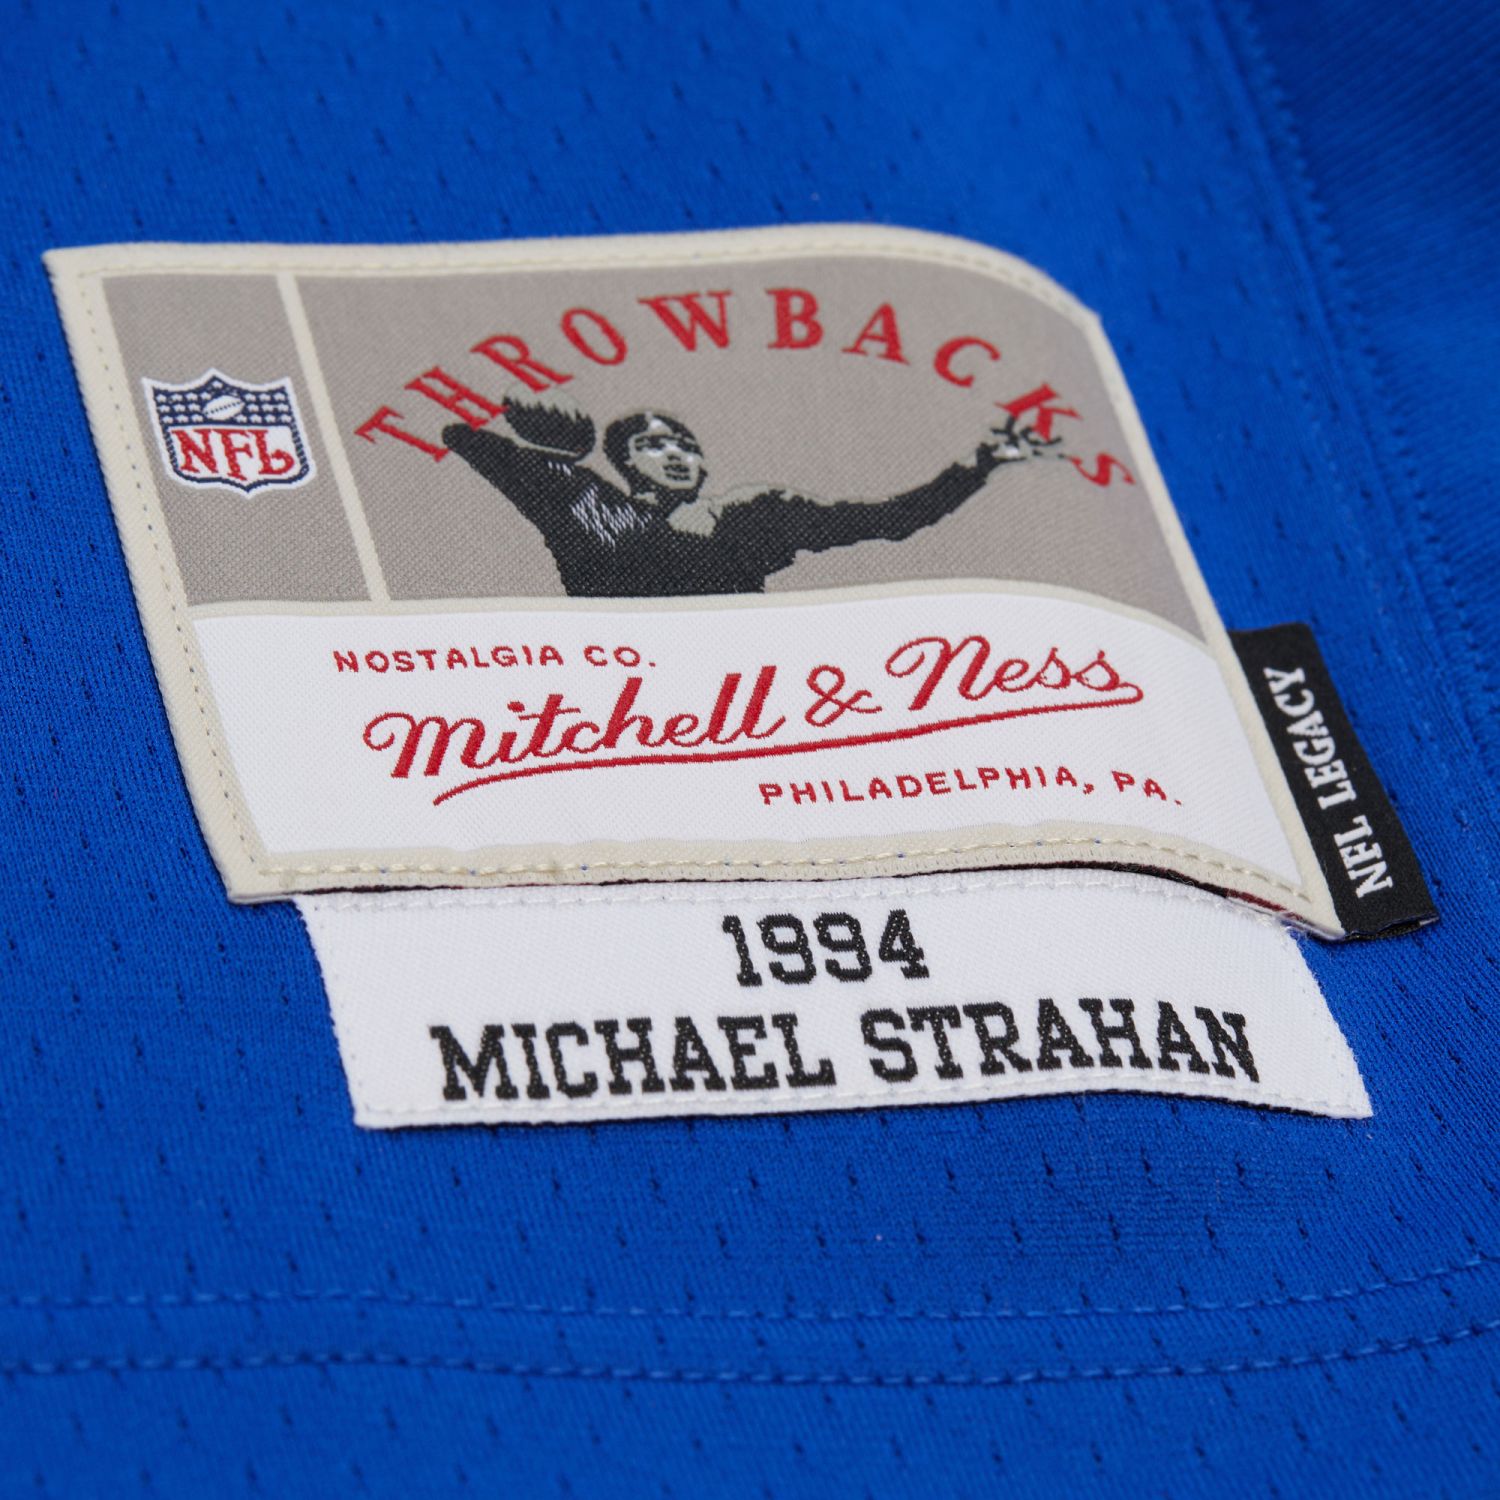 THROWBACKS
NFL
NOSTALGIA CO.
Mitchell & Ness
PHILADELPHIA, PA.
NFL LEGACY
1994
MICHAEL STRAHAN